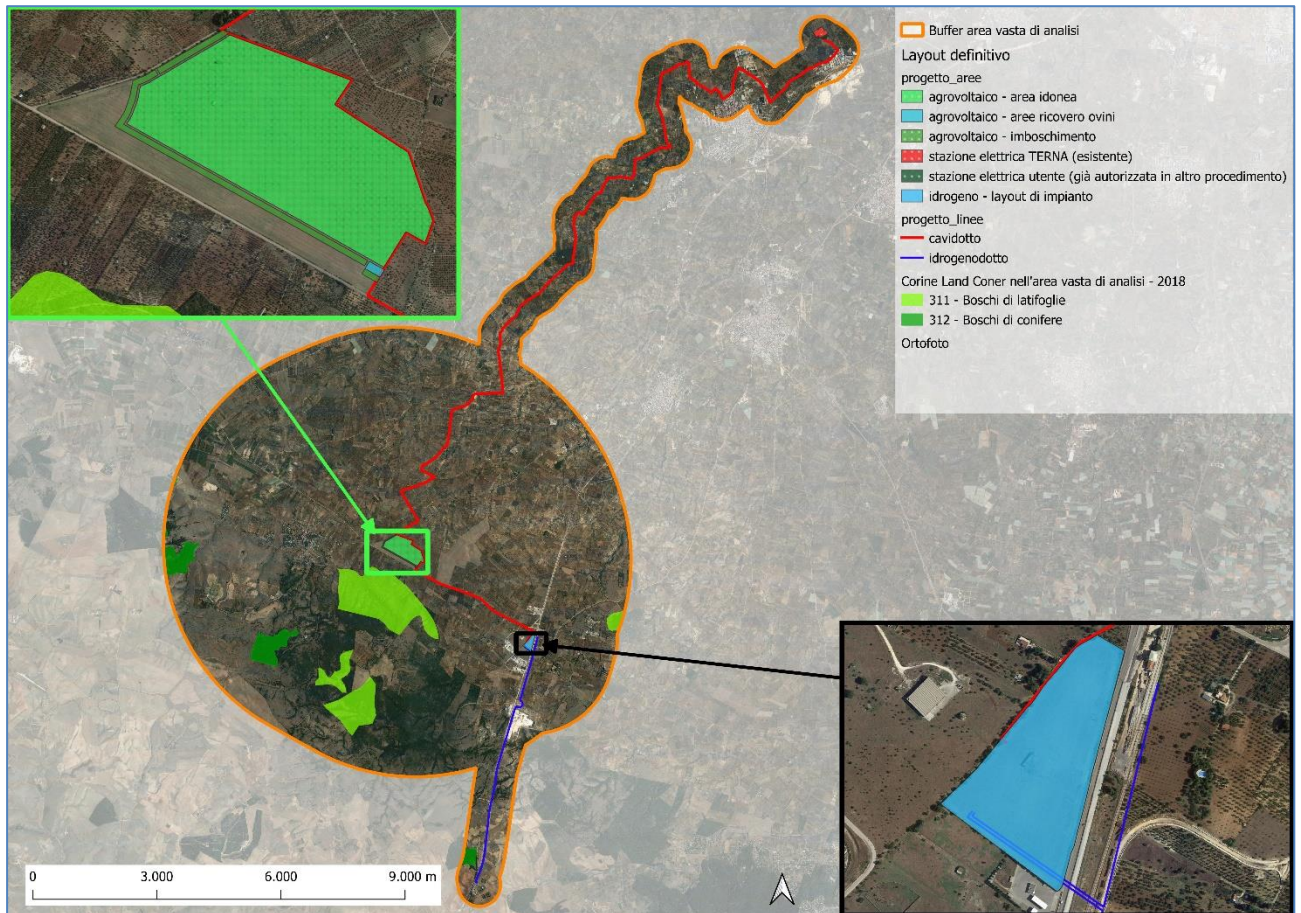 Buffer area vasta di analisi
Layout definitivo
progetto_aree
agrovoltaico - area idonea
agrovoltaico - aree ricovero ovini
agrovoltaico - imboschimento
stazione elettrica TERNA (esistente)
stazione elettrica utente (già autorizzata in altro procedimento)
idrogeno - layout di impianto
progetto_linee
cavidotto
idrogenodotto
Corine Land Coner nell'area vasta di analisi - 2018
311 - Boschi di latifoglie
312 - Boschi di conifere
Ortofoto
0 3.000 6.000 9.000 m